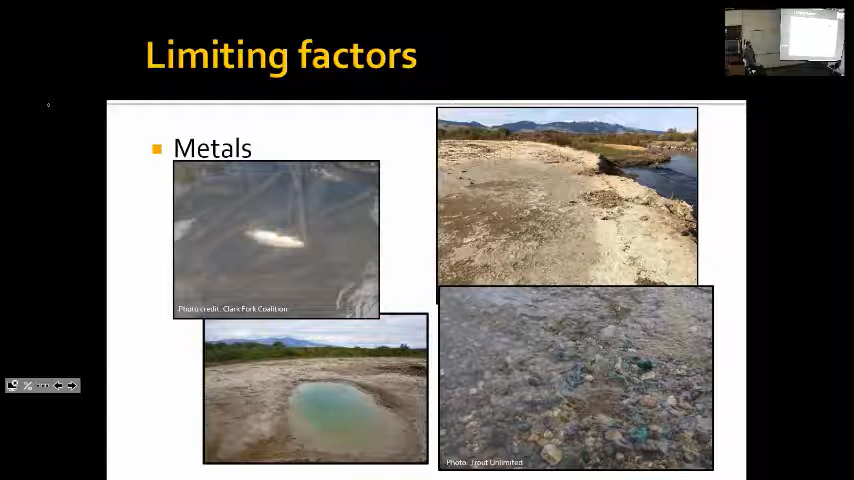 Limiting factors
Metals
Photo credit: Clark Fork Coalition
Photo: Trout Unlimited